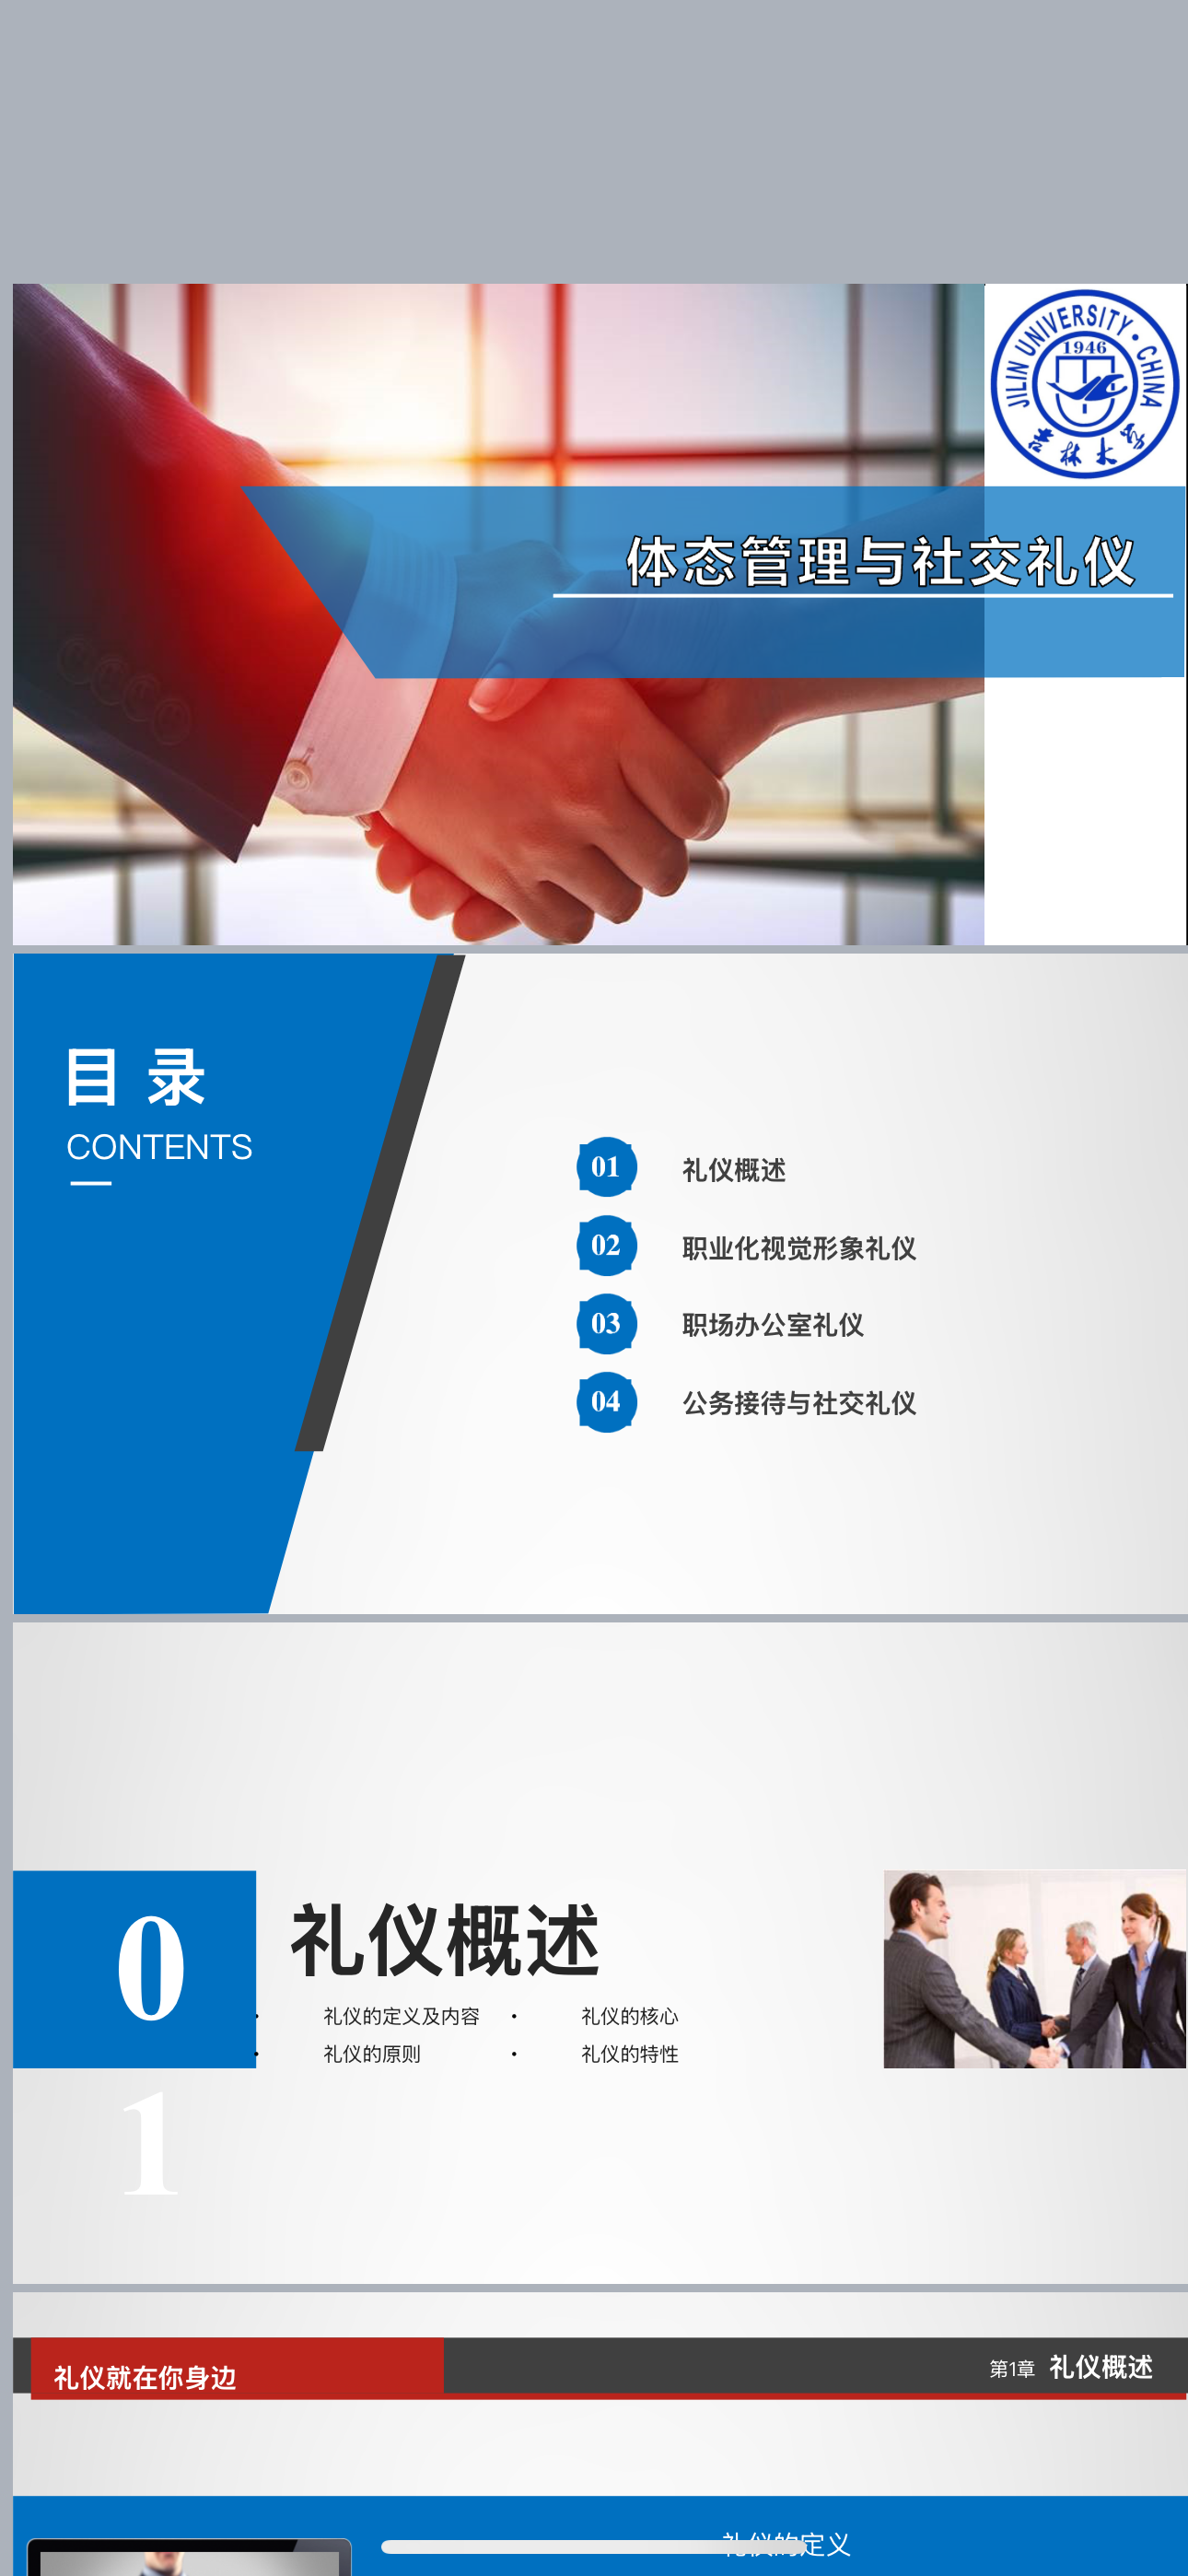 JILIN UNIVERSITY · CHINA
1946
吉林大学
体态管理与社交礼仪
目 录
CONTENTS
01 礼仪概述
02 职业化视觉形象礼仪
03 职场办公室礼仪
04 公务接待与社交礼仪
0
1
礼仪概述
• 礼仪的定义及内容 • 礼仪的核心
• 礼仪的原则 • 礼仪的特性
礼仪就在你身边
第1章 礼仪概述
礼仪的定义